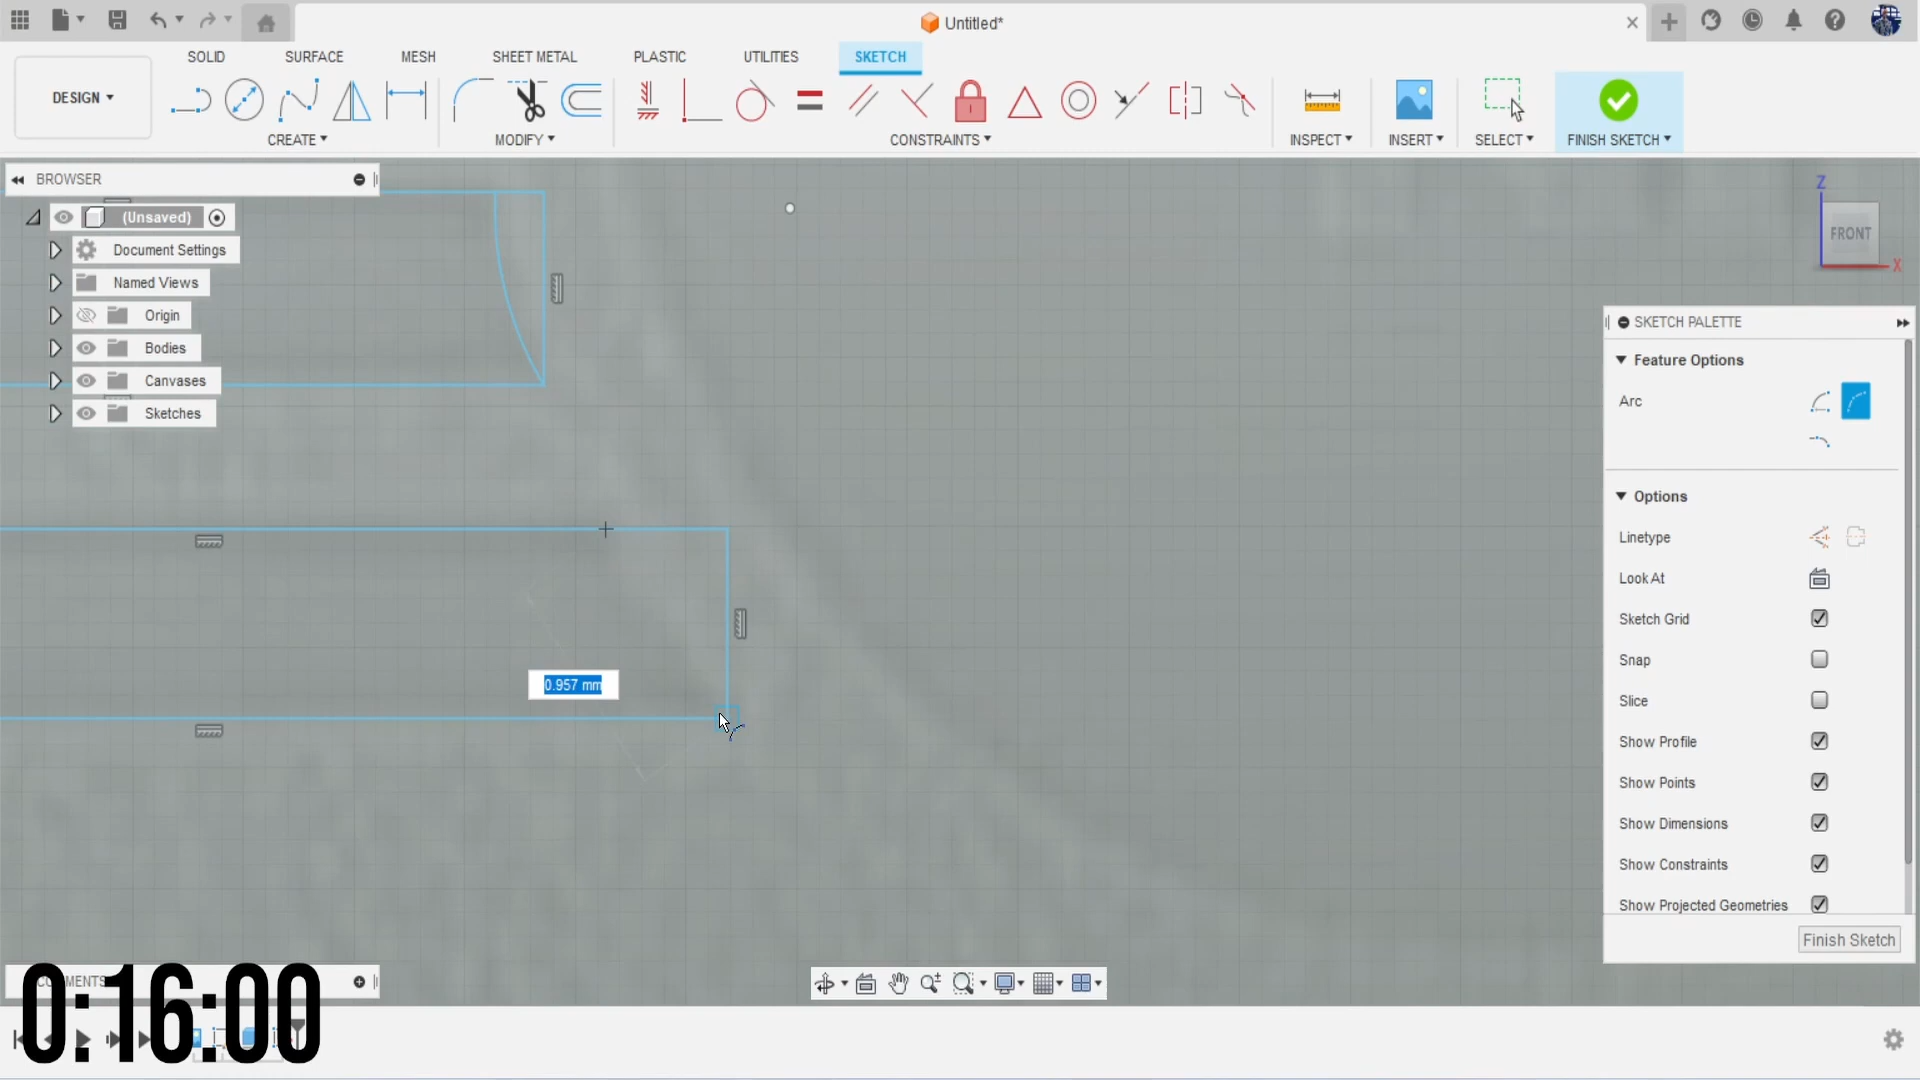 Untitled*
SOLID SURFACE MESH SHEET METAL PLASTIC UTILITIES SKETCH
DESIGN
CREATE MODIFY CONSTRAINTS INSPECT INSERT SELECT FINISH SKETCH
BROWSER
(Unsaved)
Document Settings
Named Views
Origin
Bodies
Canvases
Sketches
Z
FRONT
X
SKETCH PALETTE
Feature Options
Arc
Options
Linetype
Look At
Sketch Grid
Snap
Slice
Show Profile
Show Points
Show Dimensions
Show Constraints
Show Projected Geometries
Finish Sketch
0.957 mm
0:16:00